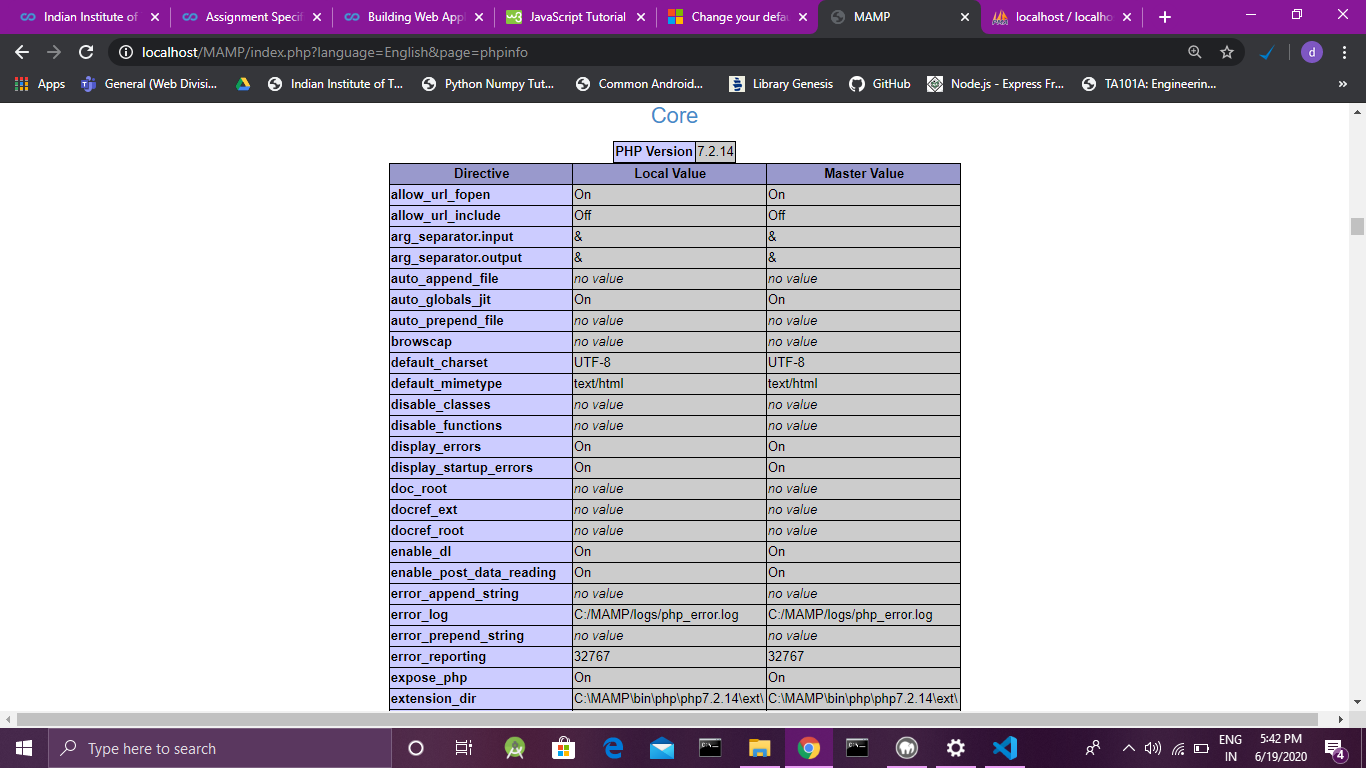 Indian Institute of
Assignment Specif
Building Web Appl
JavaScript Tutorial
Change your defau
MAMP
localhost / localho
localhost/MAMP/index.php?language=English&page=phpinfo
d
Apps
General (Web Divisi...
Indian Institute of T...
Python Numpy Tut...
Common Android...
Library Genesis
GitHub
Node.js - Express Fr...
TA101A: Engineerin...
»
Core
PHP Version 7.2.14
Directive Local Value Master Value
allow_url_fopen On On
allow_url_include Off Off
arg_separator.input & &
arg_separator.output & &
auto_append_file no value no value
auto_globals_jit On On
auto_prepend_file no value no value
browscap no value no value
default_charset UTF-8 UTF-8
default_mimetype text/html text/html
disable_classes no value no value
disable_functions no value no value
display_errors On On
display_startup_errors On On
doc_root no value no value
docref_ext no value no value
docref_root no value no value
enable_dl On On
enable_post_data_reading On On
error_append_string no value no value
error_log C:/MAMP/logs/php_error.log C:/MAMP/logs/php_error.log
error_prepend_string no value no value
error_reporting 32767 32767
expose_php On On
extension_dir C:\MAMP\bin\php\php7.2.14\ext\ C:\MAMP\bin\php\php7.2.14\ext\
Type here to search
ENG
IN
5:42 PM
6/19/2020
4